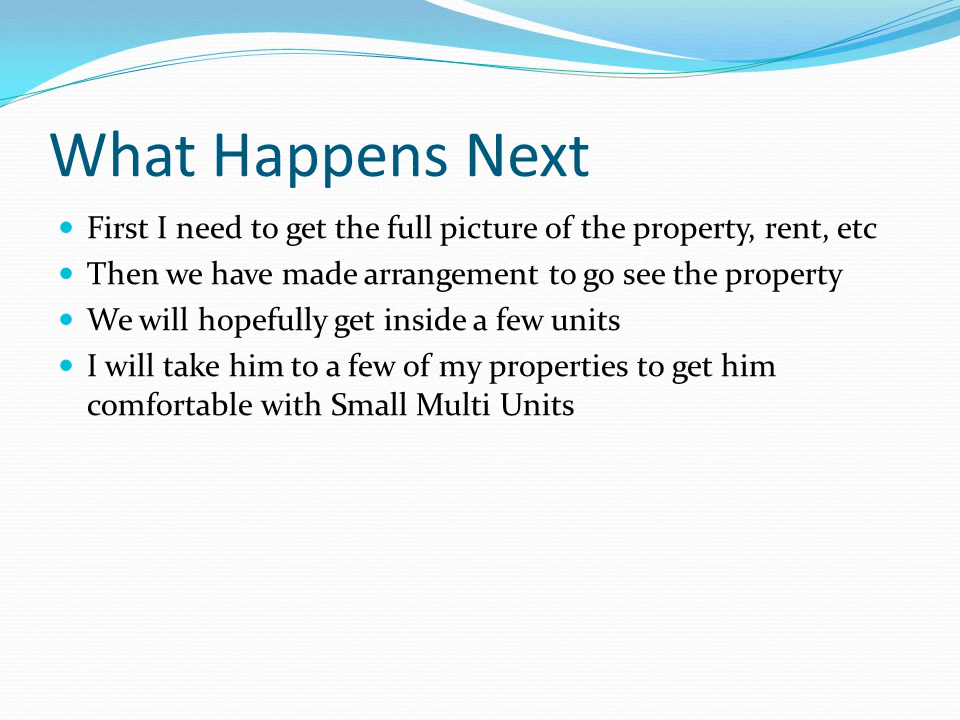 What Happens Next
• First I need to get the full picture of the property, rent, etc
• Then we have made arrangement to go see the property
• We will hopefully get inside a few units
• I will take him to a few of my properties to get him
comfortable with Small Multi Units